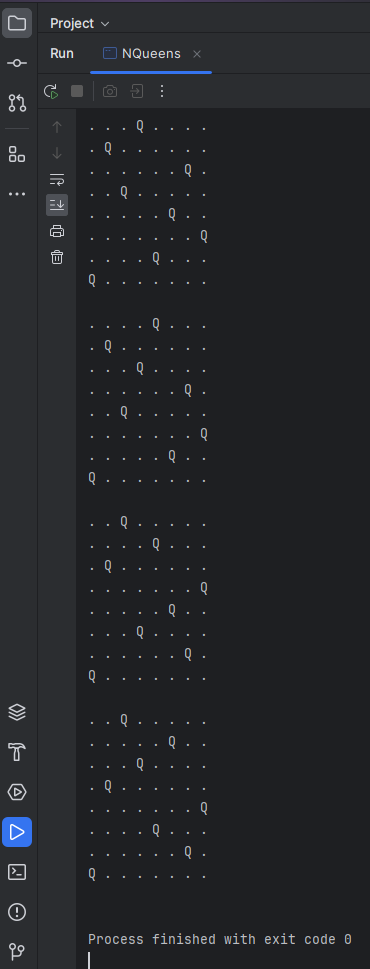 Project
Run NQueens
. . . Q . . . .
. Q . . . . . .
. . . . . . Q .
. . Q . . . . .
. . . . . Q . .
. . . . . . . Q
. . . . Q . . .
Q . . . . . . .
. . . . Q . . .
. Q . . . . . .
. . . Q . . . .
. . . . . . Q .
. . Q . . . . .
. . . . . . . Q
. . . . . Q . .
Q . . . . . . .
. . Q . . . . .
. . . . Q . . .
. Q . . . . . .
. . . . . . . Q
. . . . . Q . .
. . . Q . . . .
. . . . . . Q .
Q . . . . . . .
. . Q . . . . .
. . . . . Q . .
. . . Q . . . .
. Q . . . . . .
. . . . . . . Q
. . . . Q . . .
. . . . . . Q .
Q . . . . . . .
Process finished with exit code 0